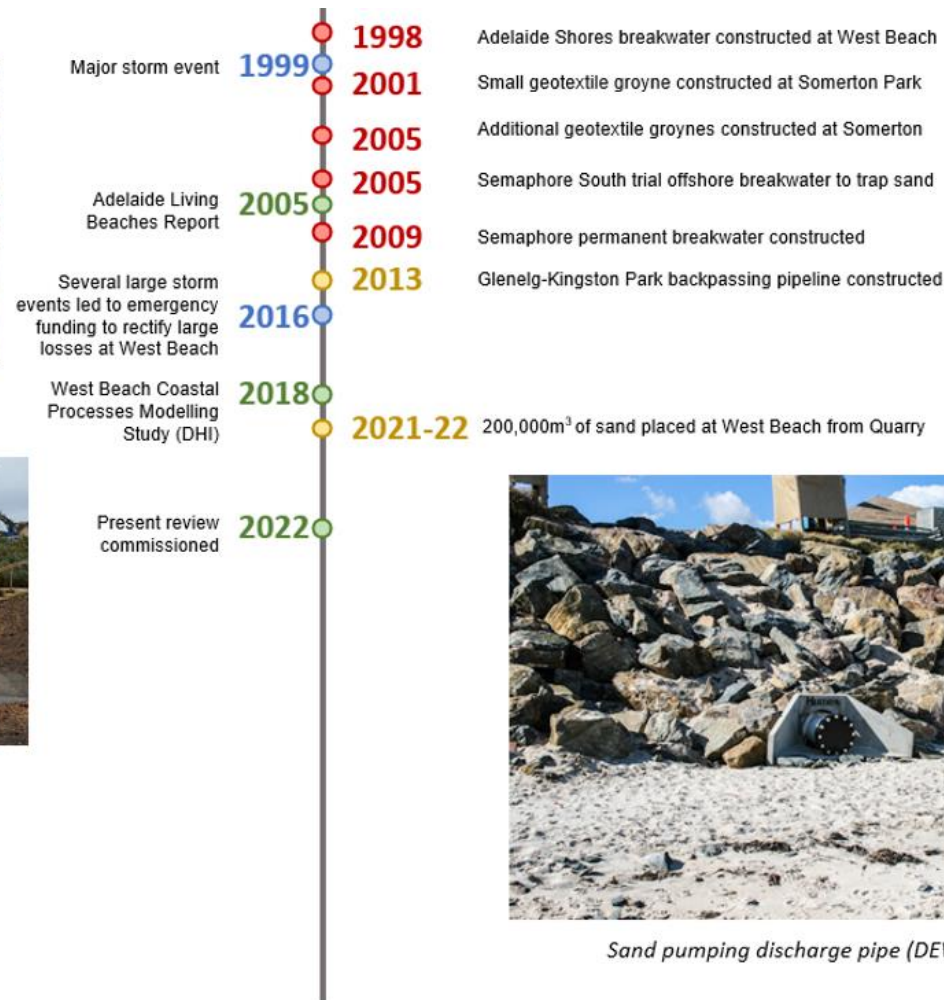 1998 Adelaide Shores breakwater constructed at West Beach
Major storm event 1999
2001 Small geotextile groyne constructed at Somerton Park
2005 Additional geotextile groynes constructed at Somerton
2005 Semaphore South trial offshore breakwater to trap sand
Adelaide Living
Beaches Report
2005
2009 Semaphore permanent breakwater constructed
2013 Glenelg-Kingston Park backpassing pipeline constructed
Several large storm
events led to emergency
funding to rectify large
losses at West Beach
2016
West Beach Coastal
Processes Modelling
Study (DHI)
2018
2021-22 200,000m³ of sand placed at West Beach from Quarry
Present review
commissioned
2022
Sand pumping discharge pipe